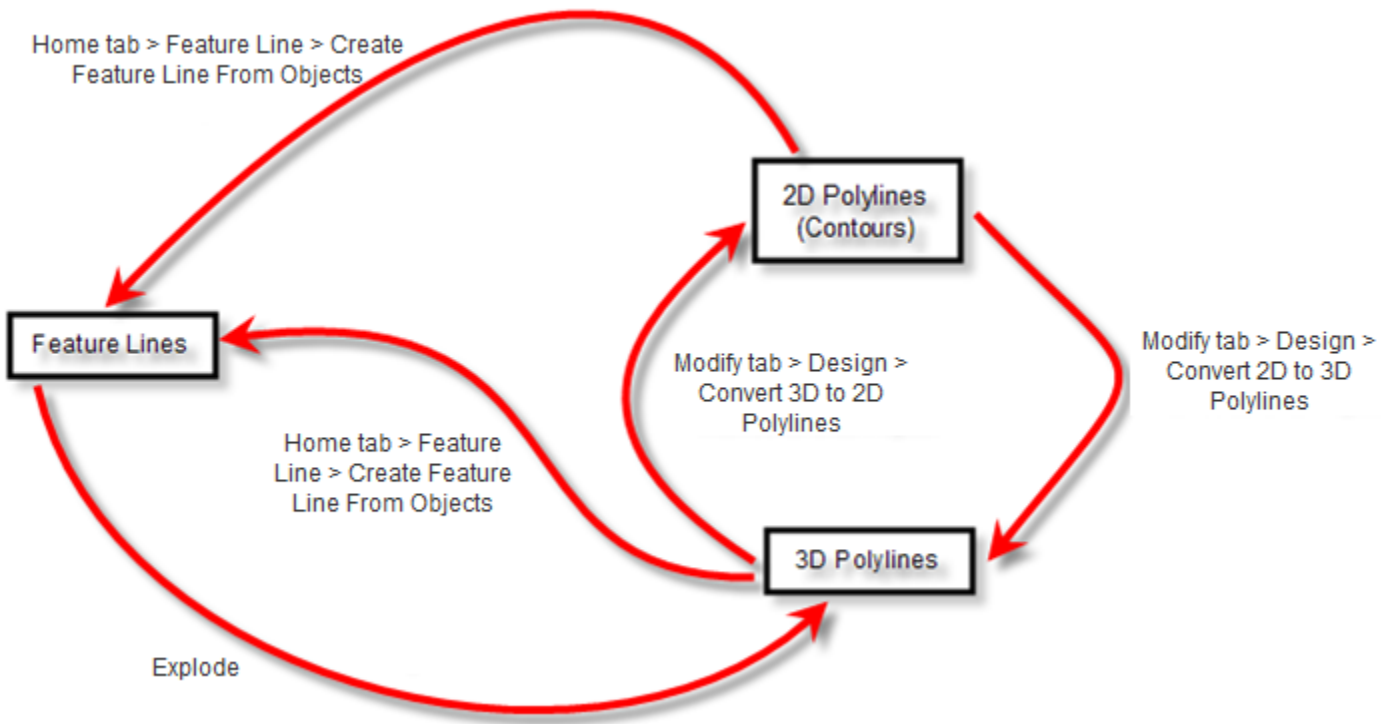 Home tab > Feature Line > Create
Feature Line From Objects
2D Polylines
(Contours)
Feature Lines
Modify tab > Design >
Convert 3D to 2D
Polylines
Modify tab > Design >
Convert 2D to 3D
Polylines
Home tab > Feature
Line > Create Feature
Line From Objects
3D Polylines
Explode